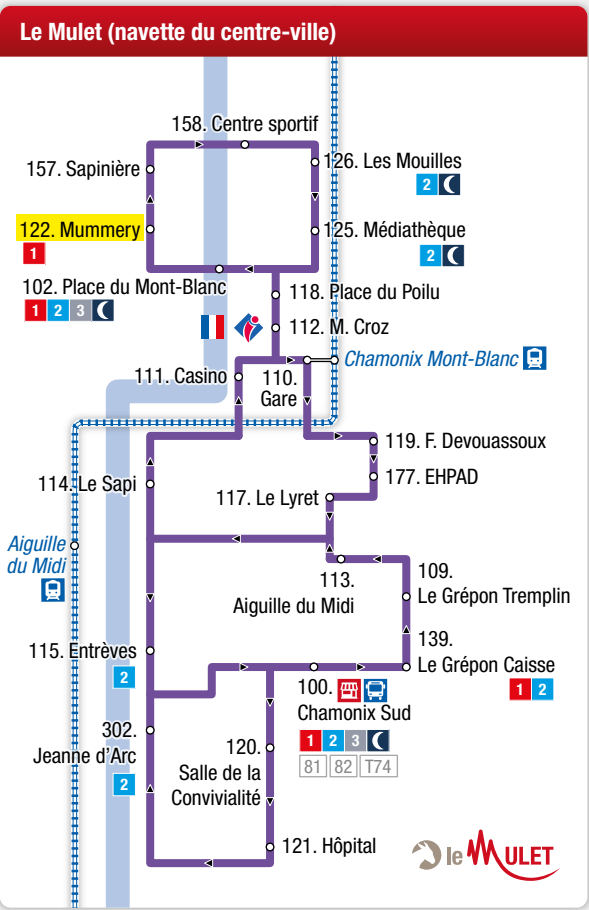 Le Mulet (navette du centre-ville)
158. Centre sportif
157. Sapinière
126. Les Mouilles
2
122. Mummery
1
125. Médiathèque
2
102. Place du Mont-Blanc
1 2 3
118. Place du Poilu
112. M. Croz
Chamonix Mont-Blanc
111. Casino
110.
Gare
119. F. Devouassoux
177. EHPAD
114. Le Sapi
117. Le Lyret
Aiguille
du Midi
113.
Aiguille du Midi
109.
Le Grépon Tremplin
139.
Le Grépon Caisse
1 2
115. Entrèves
2
100.
Chamonix Sud
1 2 3
81 82 T74
302.
Jeanne d'Arc
2
120.
Salle de la
Convivialité
121. Hôpital
le MULET